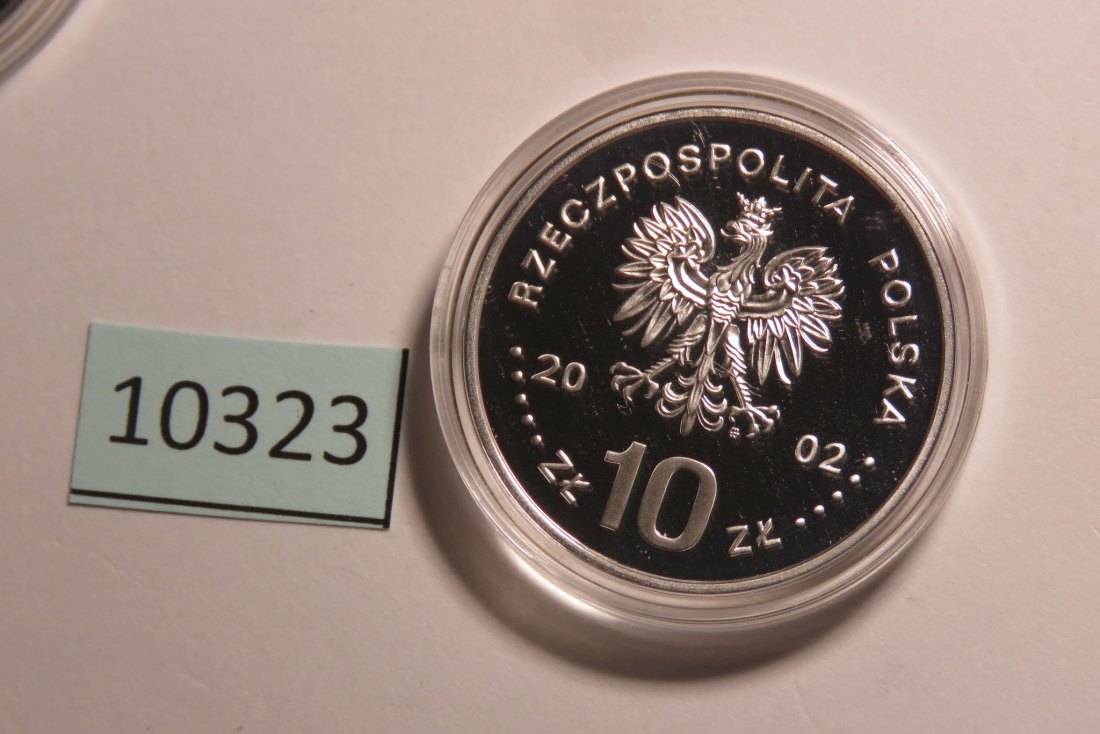 10323
RZECZPOSPOLITA POLSKA
20 02
ZŁ 10 ZŁ